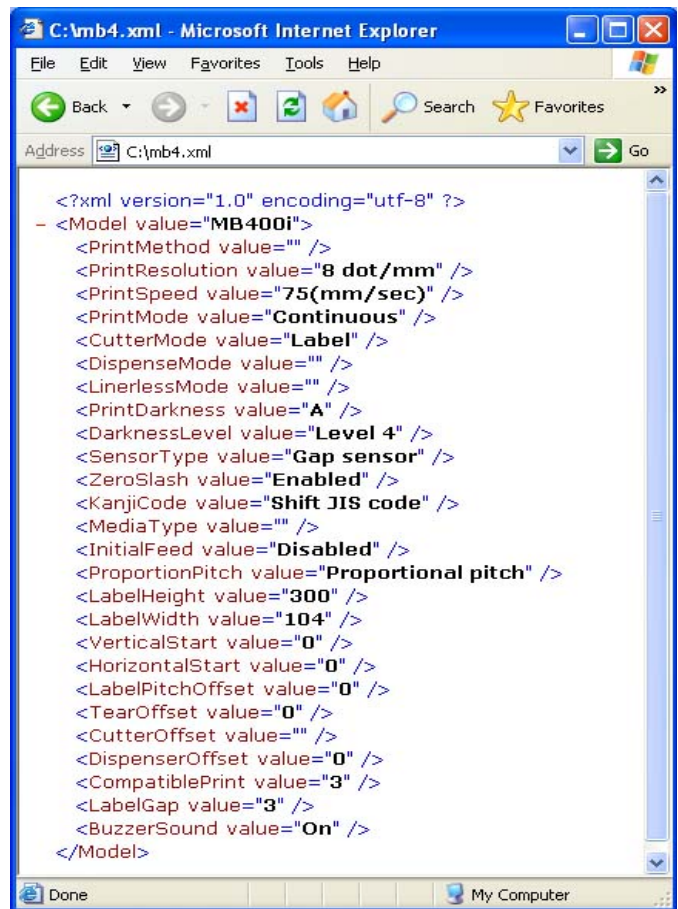 C:\mb4.xml - Microsoft Internet Explorer
File Edit View Favorites Tools Help
Back Search Favorites »
Address C:\mb4.xml Go
<?xml version="1.0" encoding="utf-8" ?>
- <Model value="MB400i">
<PrintMethod value="" />
<PrintResolution value="8 dot/mm" />
<PrintSpeed value="75(mm/sec)" />
<PrintMode value="Continuous" />
<CutterMode value="Label" />
<DispenseMode value="" />
<LinerlessMode value="" />
<PrintDarkness value="A" />
<DarknessLevel value="Level 4" />
<SensorType value="Gap sensor" />
<ZeroSlash value="Enabled" />
<KanjiCode value="Shift JIS code" />
<MediaType value="" />
<InitialFeed value="Disabled" />
<ProportionPitch value="Proportional pitch" />
<LabelHeight value="300" />
<LabelWidth value="104" />
<VerticalStart value="0" />
<HorizontalStart value="0" />
<LabelPitchOffset value="0" />
<TearOffset value="0" />
<CutterOffset value="" />
<DispenserOffset value="0" />
<CompatiblePrint value="3" />
<LabelGap value="3" />
<BuzzerSound value="On" />
</Model>
Done My Computer